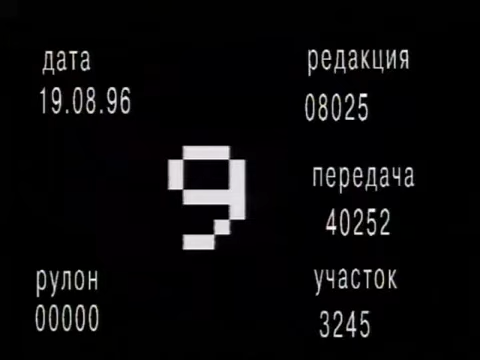 дата
19.08.96
редакция
08025
9
передача
40252
рулон
00000
участок
3245